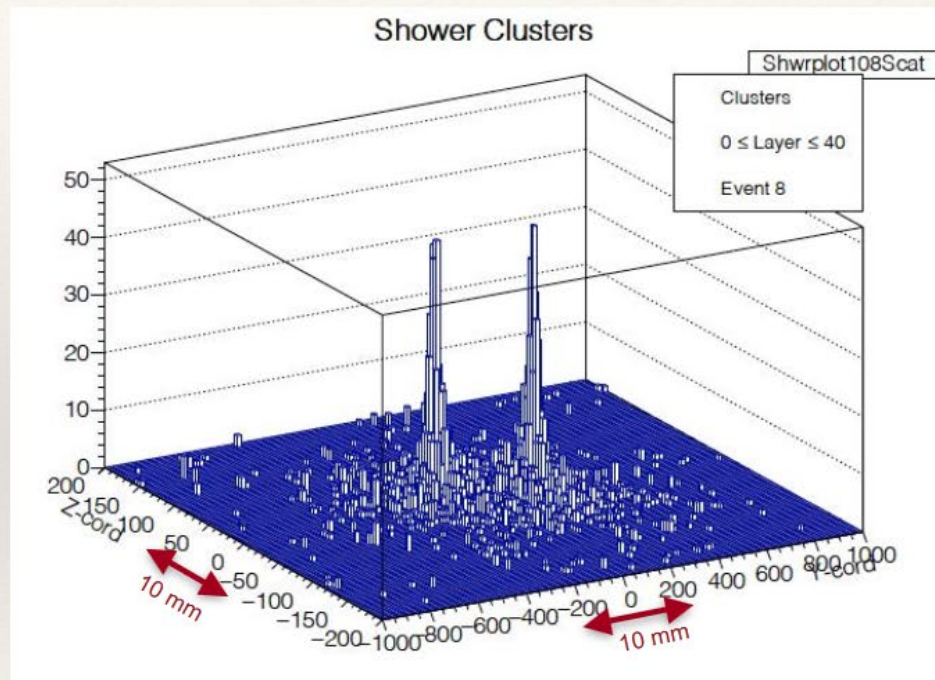 Shower Clusters
Shwrplot108Scat
Clusters
0 ≤ Layer ≤ 40
Event 8
50
40
30
20
10
0
200
150
100
50
0
−50
−100
−150
−200
Z-cord
10 mm
−1000
−800
−600
−400
−200
0
200
400
600
800
1000
Y-cord
10 mm